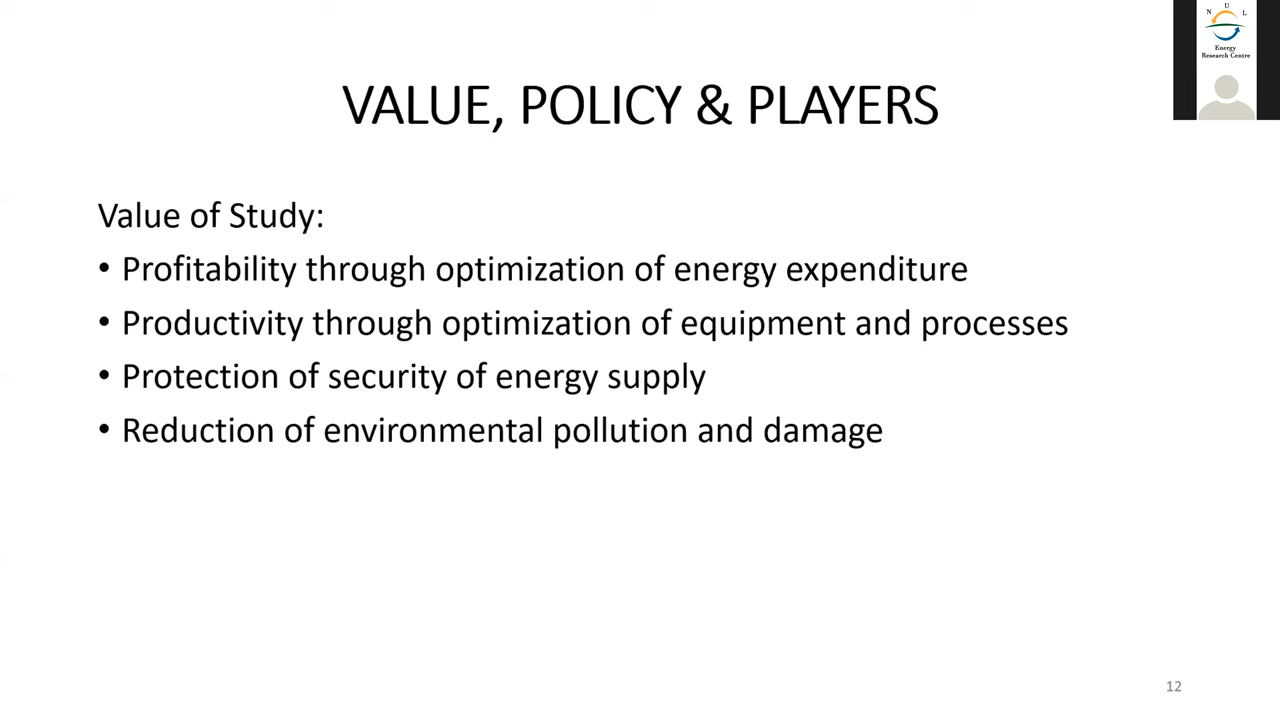 N U L
Energy
Research Centre
VALUE, POLICY & PLAYERS
Value of Study:
• Profitability through optimization of energy expenditure
• Productivity through optimization of equipment and processes
• Protection of security of energy supply
• Reduction of environmental pollution and damage
12